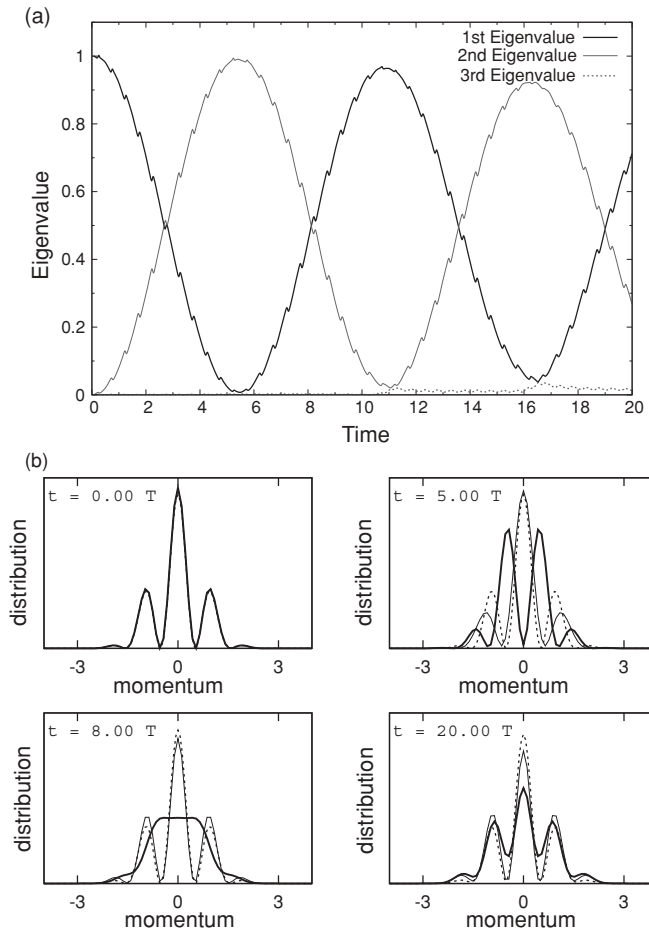 (a)
1st Eigenvalue
2nd Eigenvalue
3rd Eigenvalue
1
0.8
0.6
0.4
0.2
0
Eigenvalue
0 2 4 6 8 10 12 14 16 18 20
Time
(b)
t = 0.00 T
distribution
-3 0 3
momentum
t = 5.00 T
distribution
-3 0 3
momentum
t = 8.00 T
distribution
-3 0 3
momentum
t = 20.00 T
distribution
-3 0 3
momentum